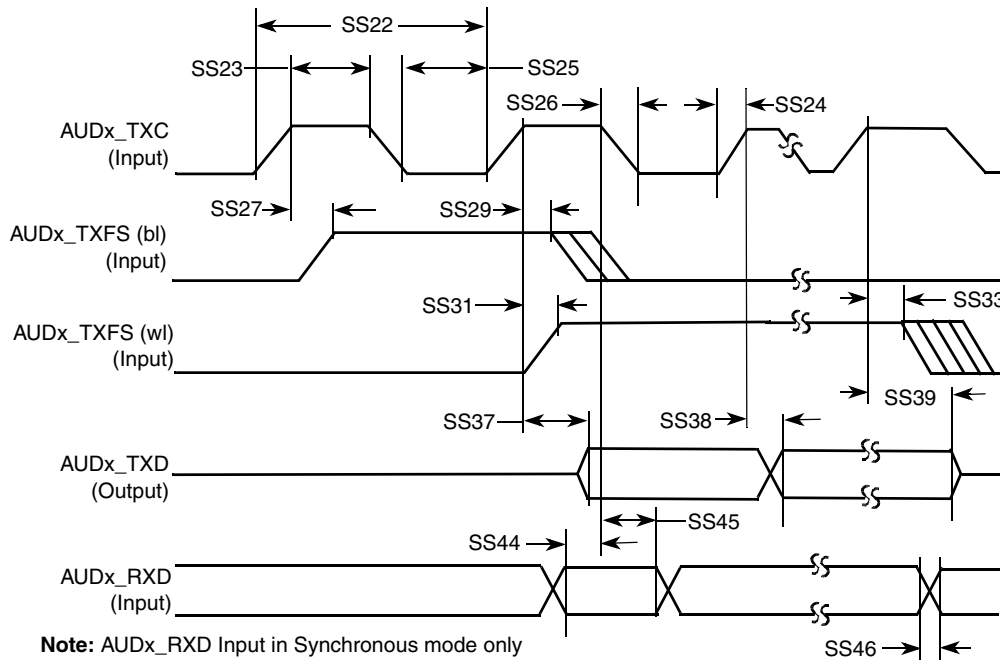 SS22
SS23
SS25
SS26
SS24
AUDx_TXC
(Input)
SS27
SS29
AUDx_TXFS (bl)
(Input)
SS31
SS33
AUDx_TXFS (wl)
(Input)
SS39
SS37
SS38
AUDx_TXD
(Output)
SS45
SS44
AUDx_RXD
(Input)
Note: AUDx_RXD Input in Synchronous mode only
SS46